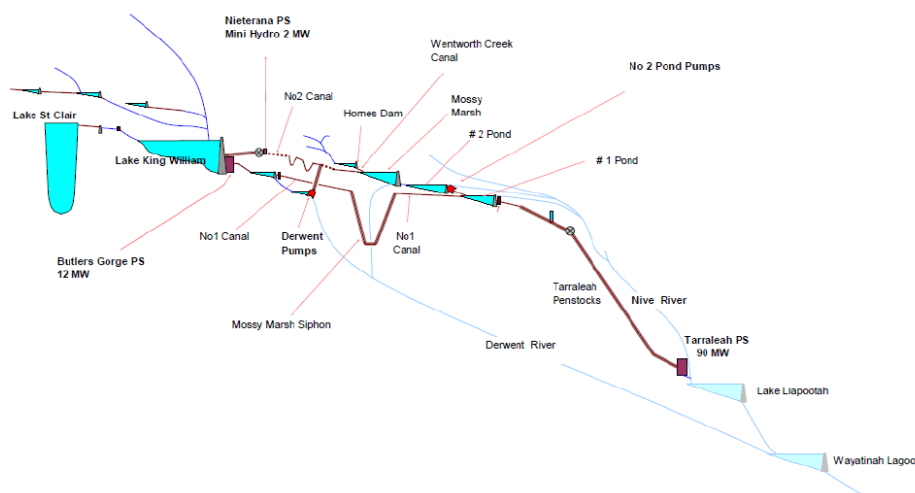 Nieterana PS
Mini Hydro 2 MW
Wentworth Creek
Canal
No 2 Pond Pumps
No2 Canal
Homes Dam
Mossy
Marsh
# 2 Pond
Lake St Clair
Lake King William
# 1 Pond
No1 Canal
Derwent
Pumps
No1
Canal
Butlers Gorge PS
12 MW
Tarraleah
Penstocks
Nive River
Mossy Marsh Siphon
Derwent River
Tarraleah PS
90 MW
Lake Liapootah
Wayatinah Lagoo